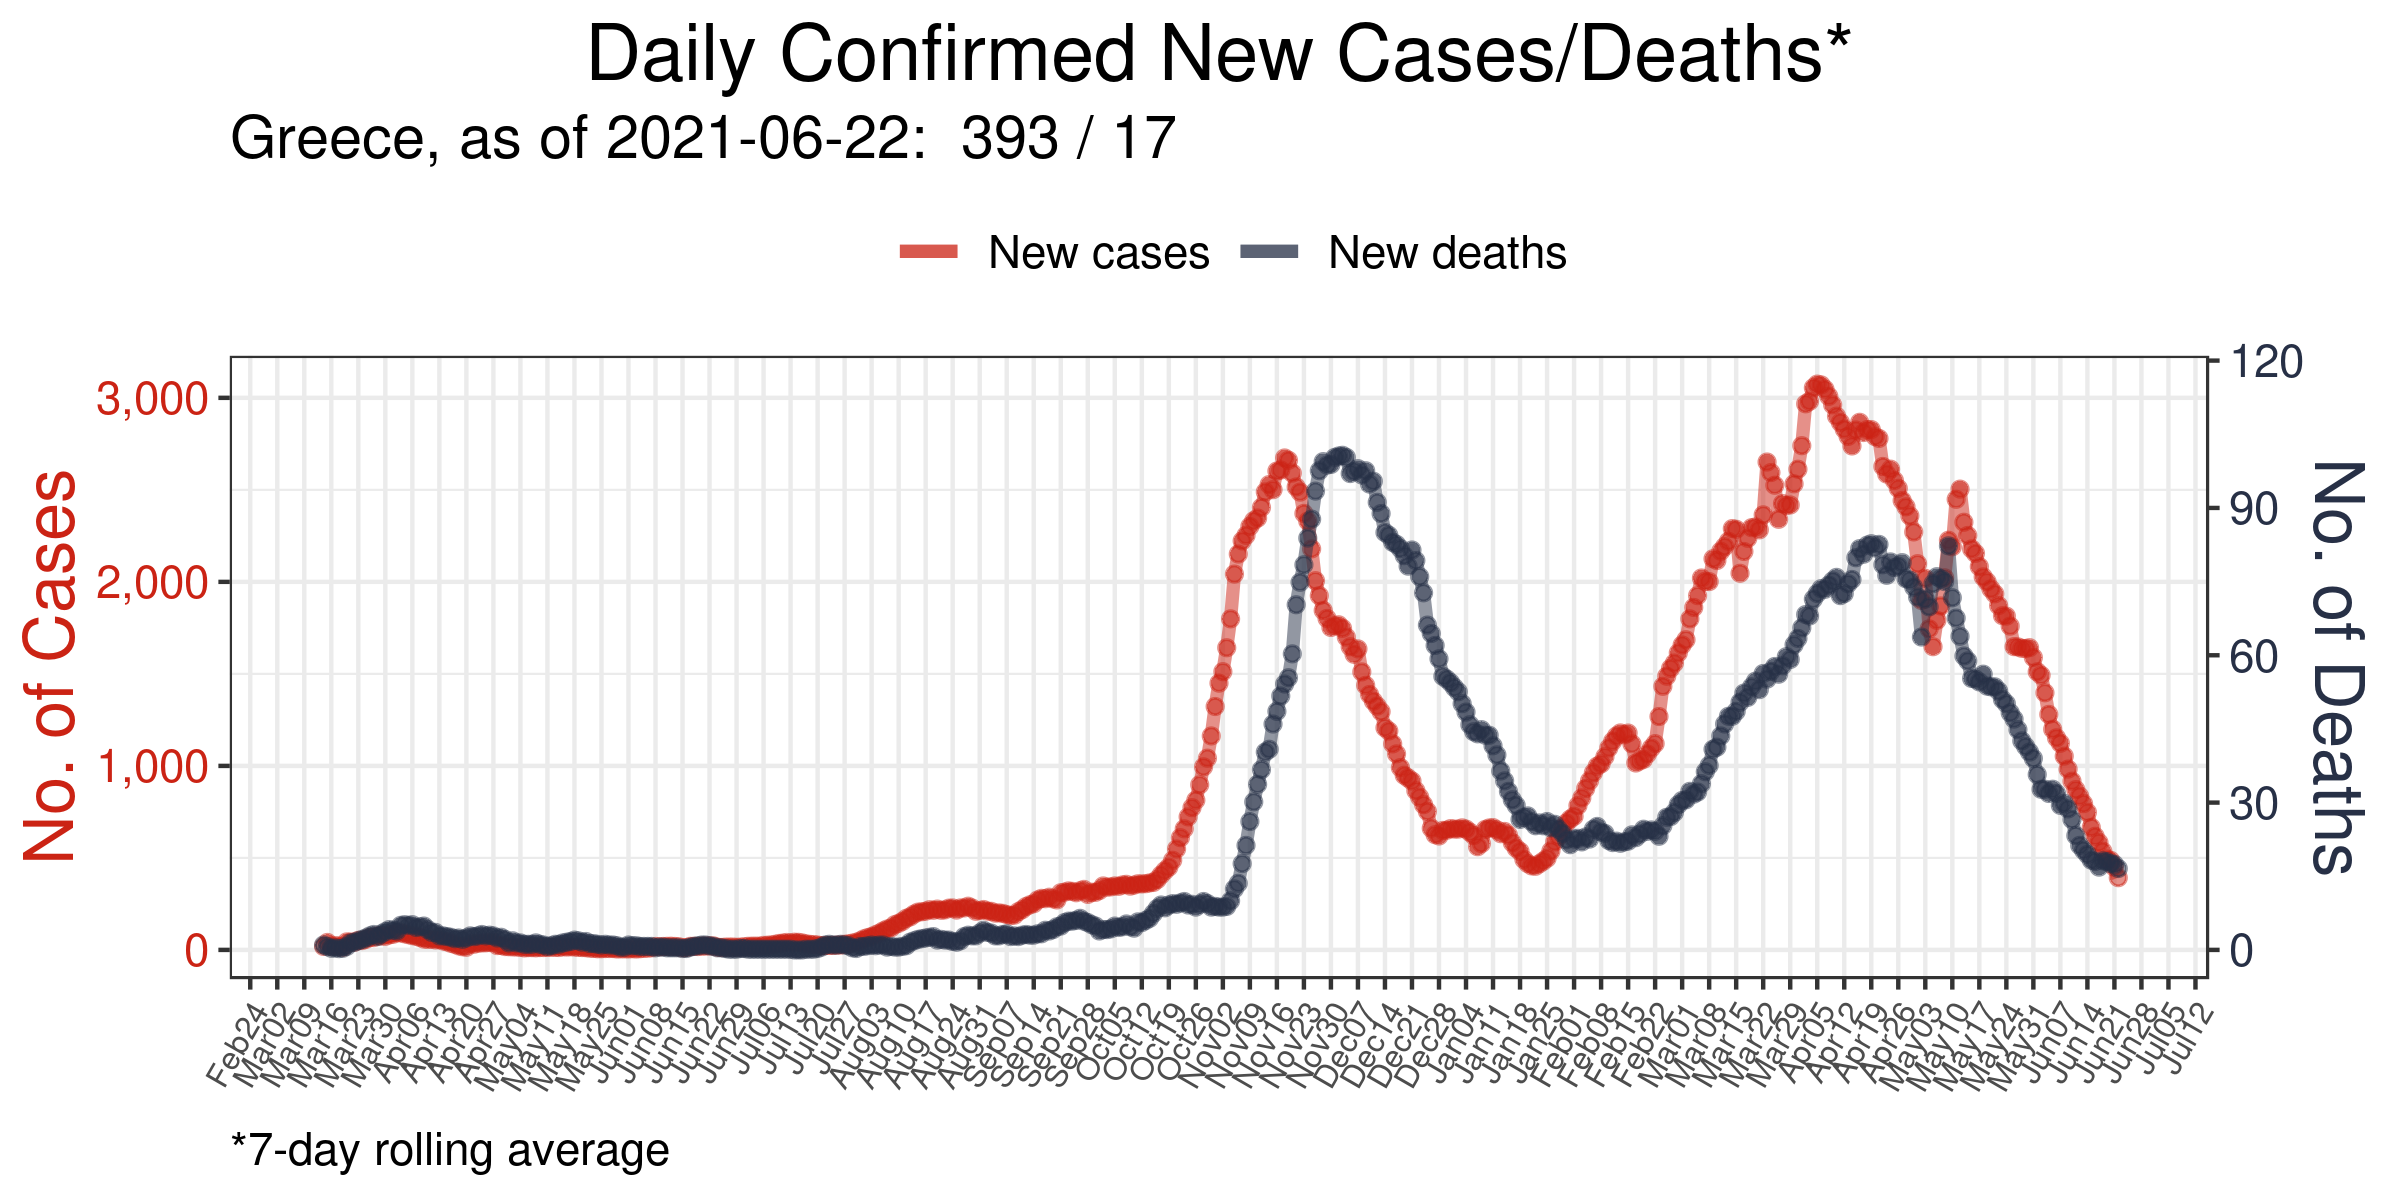 Daily Confirmed New Cases/Deaths*
Greece, as of 2021-06-22:  393 / 17
New cases
New deaths
No. of Cases
3,000
2,000
1,000
0
120
90
60
30
0
No. of Deaths
Feb24
Mar02
Mar09
Mar16
Mar23
Mar30
Apr06
Apr13
Apr20
Apr27
May04
May11
May18
May25
Jun01
Jun08
Jun15
Jun22
Jun29
Jul06
Jul13
Jul20
Jul27
Aug03
Aug10
Aug17
Aug24
Aug31
Sep07
Sep14
Sep21
Sep28
Oct05
Oct12
Oct19
Oct26
Nov02
Nov09
Nov16
Nov23
Nov30
Dec07
Dec14
Dec21
Dec28
Jan04
Jan11
Jan18
Jan25
Feb01
Feb08
Feb15
Feb22
Mar01
Mar08
Mar15
Mar22
Mar29
Apr05
Apr12
Apr19
Apr26
May03
May10
May17
May24
May31
Jun07
Jun14
Jun21
Jun28
Jul05
Jul12
*7-day rolling average